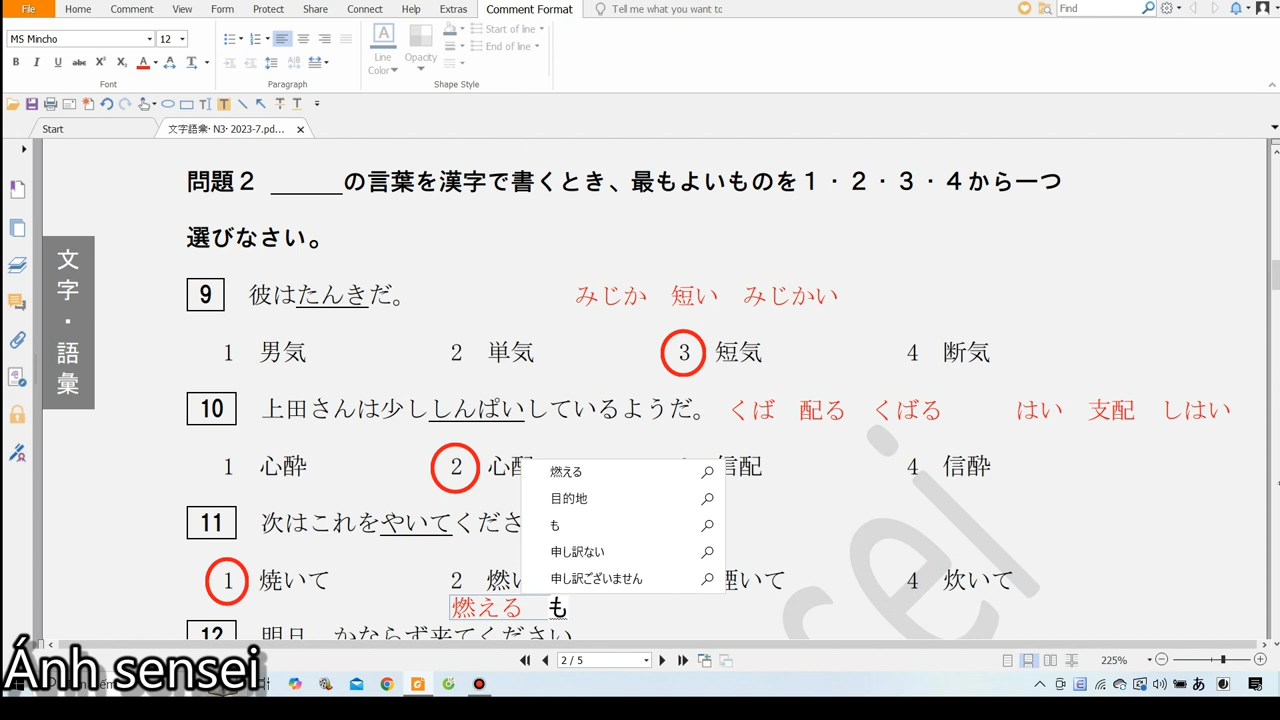 File Home Comment View Form Protect Share Connect Help Extras Comment Format Tell me what you want tc Find
MS Mincho 12 Line Color Opacity Start of line End of line
Font Paragraph Shape Style
Start 文字語彙· N3· 2023-7.pd...
問題２ の言葉を漢字で書くとき、最もよいものを１・２・３・４から一つ
選びなさい。
文字・語彙
9 彼はたんきだ。 みじか 短い みじかい
1 男気 2 単気 3 短気 4 断気
10 上田さんは少ししんぱいしているようだ。 くば 配る くばる はい 支配 しはい
1 心酔 2 心配 信配 4 信酔
燃える
目的地
も
申し訳ない
申し訳ございません
11 次はこれをやいてくださ
1 焼いて 2 燃い 煙いて 4 炊いて
燃える も
12 明日、かならず来てください
2 / 5 225%
Ánh sensei